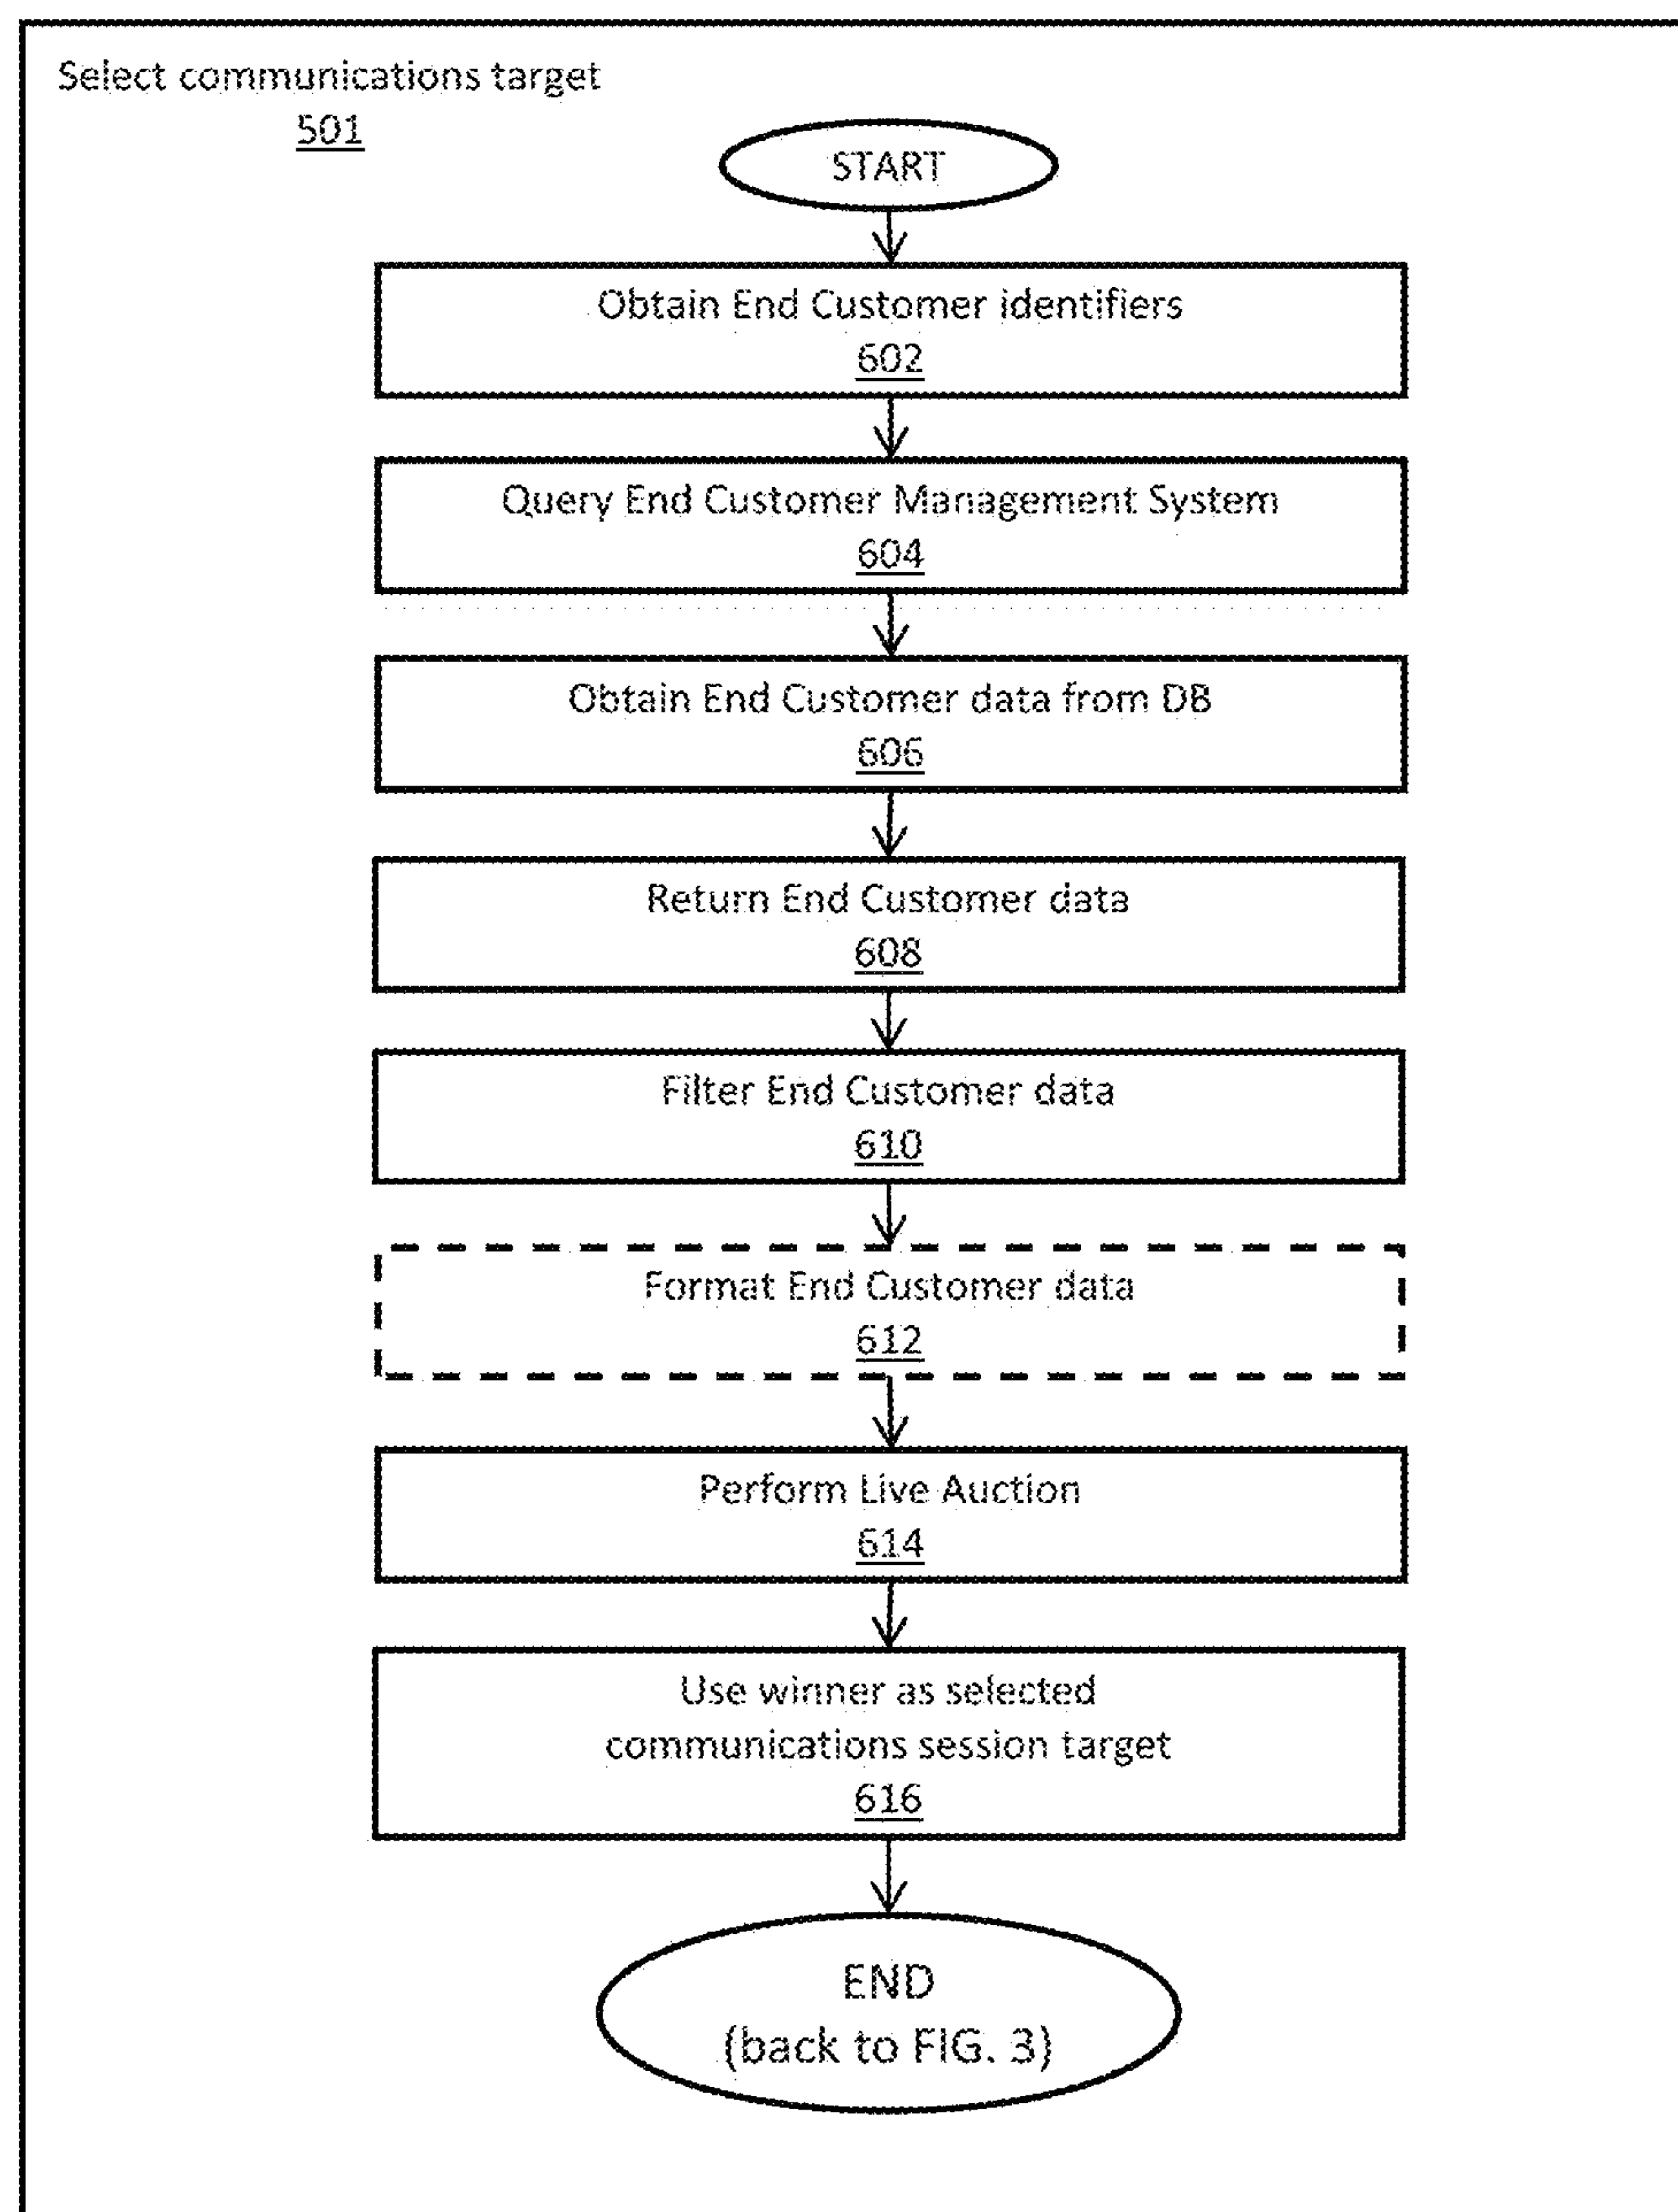 Select communications target
501
START
Obtain End Customer identifiers
602
Query End Customer Management System
604
Obtain End Customer data from DB
606
Return End Customer data
608
Filter End Customer data
610
Format End Customer data
612
Perform Live Auction
614
Use winner as selected
communications session target
616
END
(back to FIG. 3)